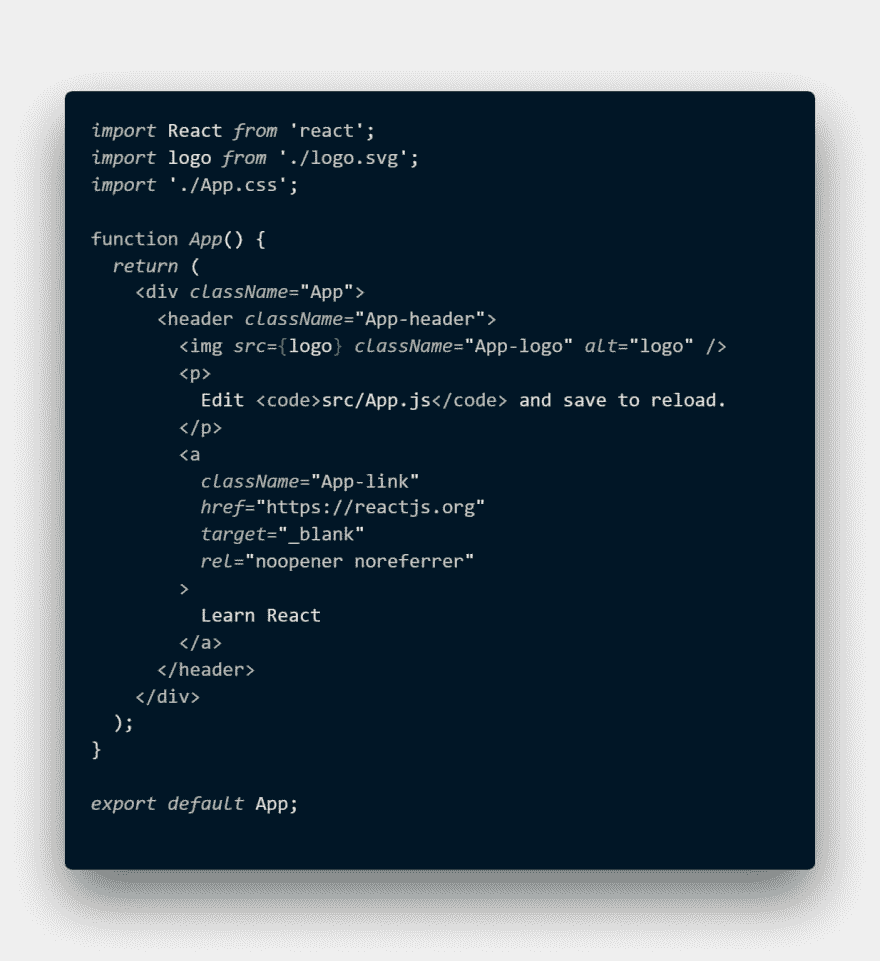 import React from 'react';
import logo from './logo.svg';
import './App.css';

function App() {
  return (
    <div className="App">
      <header className="App-header">
        <img src={logo} className="App-logo" alt="logo" />
        <p>
          Edit <code>src/App.js</code> and save to reload.
        </p>
        <a
          className="App-link"
          href="https://reactjs.org"
          target="_blank"
          rel="noopener noreferrer"
        >
          Learn React
        </a>
      </header>
    </div>
  );
}

export default App;